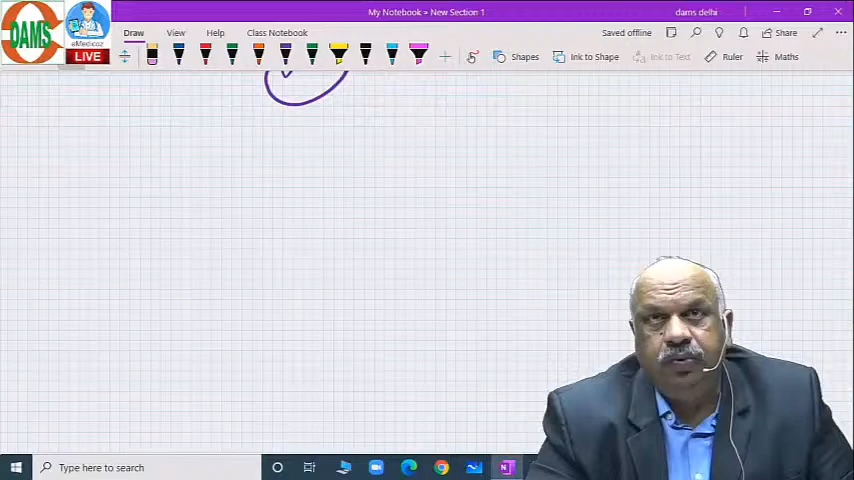 My Notebook > New Section 1
dams delhi
DAMS
eMedicoz
LIVE
Draw
View
Help
Class Notebook
Saved offline
Share
Shapes
Ink to Shape
Ink to Text
Ruler
Maths
Type here to search